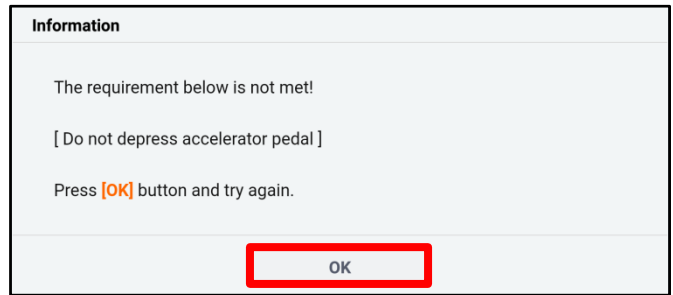 Information
The requirement below is not met!
[ Do not depress accelerator pedal ]
Press [OK] button and try again.
OK